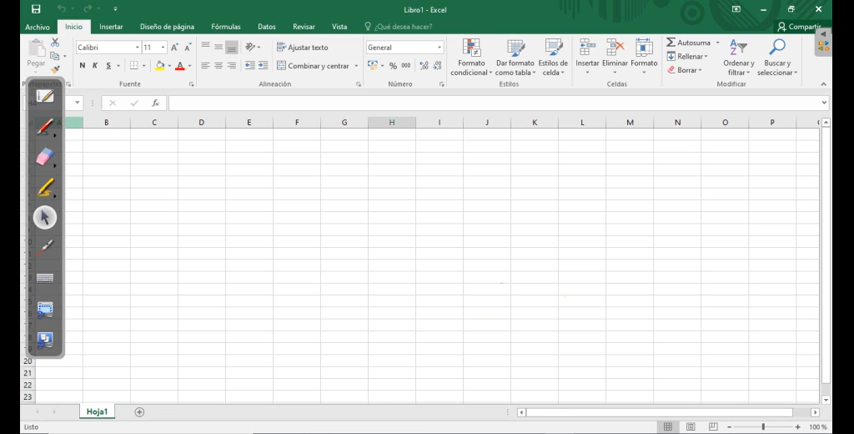 Libro1 - Excel
Archivo Inicio Insertar Diseño de página Fórmulas Datos Revisar Vista ¿Qué desea hacer? Compartir
Pegar
Calibri 11
N K S
Ajustar texto
Combinar y centrar
General
% 000
Formato condicional
Dar formato como tabla
Estilos de celda
Insertar Eliminar Formato
Autosuma
Rellenar
Borrar
Ordenar y filtrar
Buscar y seleccionar
Fuente Alineación Número Estilos Celdas Modificar
fx
B C D E F G H I J K L M N O P
20
21
22
23
Hoja1
Listo 100 %